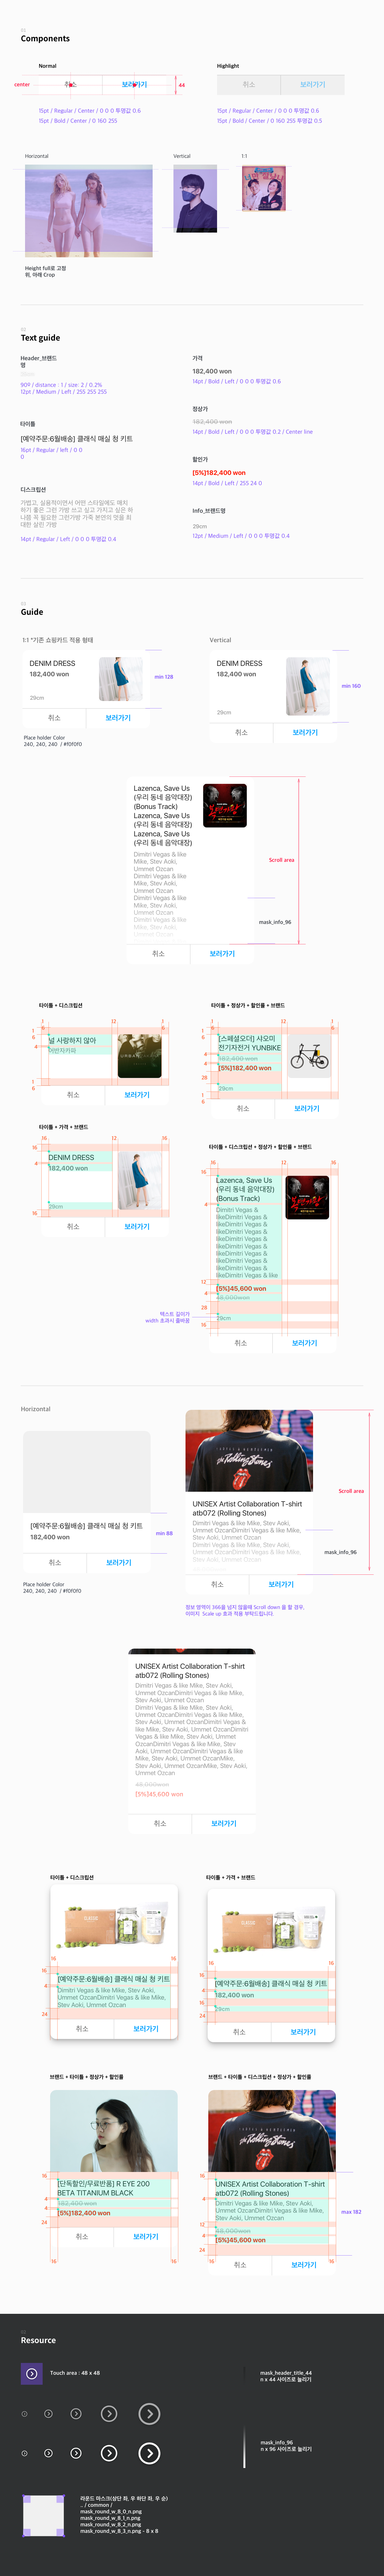 Components
Normal
Highlight
center
취소
보러가기
44
취소
보러가기
15pt / Regular / Center / 0 0 0 투명값 0.6
15pt / Bold / Center / 0 160 255
15pt / Regular / Center / 0 0 0 투명값 0.6
15pt / Bold / Center / 0 160 255 투명값 0.5
Horizontal
Vertical
1:1
Height full로 고정
위, 아래 Crop
Text guide
Header_브랜드
명
90º / distance : 1 / size: 2 / 0.2%
12pt / Medium / Left / 255 255 255
타이틀
[예약주문:6월배송] 클래식 매실 청 키트
16pt / Regular / left / 0 0
0
디스크립션
가볍고, 실용적이면서 어떤 스타일에도 매치
하기 좋은 그런 가방 쓰고 싶고 가지고 싶은 하
나쯤 꼭 필요한 그런가방 가죽 본연의 멋을 최
대한 살린 가방
14pt / Regular / Left / 0 0 0 투명값 0.4
가격
182,400 won
14pt / Bold / Left / 0 0 0 투명값 0.6
정상가
182,400 won
14pt / Bold / Left / 0 0 0 투명값 0.2 / Center line
할인가
[5%]182,400 won
14pt / Bold / Left / 255 24 0
Info_브랜드명
29cm
12pt / Medium / Left / 0 0 0 투명값 0.4
Guide
1:1 *기존 쇼핑카드 적용 형태
Vertical
DENIM DRESS
182,400 won
29cm
취소
보러가기
min 128
DENIM DRESS
182,400 won
29cm
취소
보러가기
min 160
Place holder Color
240, 240, 240 / #f0f0f0
Lazenca, Save Us
(우리 동네 음악대장)
(Bonus Track)
Lazenca, Save Us
(우리 동네 음악대장)
Lazenca, Save Us
(우리 동네 음악대장)
Dimitri Vegas & like
Mike, Stev Aoki,
Ummet Ozcan
Dimitri Vegas & like
Mike, Stev Aoki,
Ummet Ozcan
Dimitri Vegas & like
Mike, Stev Aoki,
Ummet Ozcan
Dimitri Vegas & like
Mike, Stev Aoki,
Ummet Ozcan
Scroll area
mask_info_96
취소
보러가기
타이틀 + 디스크립션
널 사랑하지 않아
어반자카파
취소
보러가기
타이틀 + 정상가 + 할인률 + 브랜드
[스페셜오더] 샤오미
전기자전거 YUNBIKE
182,400 won
[5%]182,400 won
29cm
취소
보러가기
타이틀 + 가격 + 브랜드
DENIM DRESS
182,400 won
29cm
취소
보러가기
타이틀 + 디스크립션 + 정상가 + 할인률 + 브랜드
Lazenca, Save Us
(우리 동네 음악대장)
(Bonus Track)
Dimitri Vegas &
likeDimitri Vegas &
likeDimitri Vegas &
likeDimitri Vegas &
likeDimitri Vegas &
likeDimitri Vegas &
likeDimitri Vegas &
likeDimitri Vegas &
likeDimitri Vegas &
likeDimitri Vegas & like
[5%]45,600 won
48,000won
29cm
텍스트 길이가
width 초과시 줄바꿈
취소
보러가기
Horizontal
[예약주문:6월배송] 클래식 매실 청 키트
182,400 won
취소
보러가기
min 88
Place holder Color
240, 240, 240 / #f0f0f0
UNISEX Artist Collaboration T-shirt
atb072 (Rolling Stones)
Dimitri Vegas & like Mike, Stev Aoki,
Ummet OzcanDimitri Vegas & like Mike,
Stev Aoki, Ummet Ozcan
Dimitri Vegas & like Mike, Stev Aoki,
Ummet OzcanDimitri Vegas & like Mike,
Stev Aoki, Ummet Ozcan
취소
보러가기
Scroll area
mask_info_96
정보 영역이 366을 넘지 않을때 Scroll down 을 할 경우,
이미지 Scale up 효과 적용 부탁드립니다.
UNISEX Artist Collaboration T-shirt
atb072 (Rolling Stones)
Dimitri Vegas & like Mike, Stev Aoki,
Ummet OzcanDimitri Vegas & like Mike,
Stev Aoki, Ummet Ozcan
Dimitri Vegas & like Mike, Stev Aoki,
Ummet OzcanDimitri Vegas & like Mike,
Stev Aoki, Ummet OzcanDimitri Vegas &
like Mike, Stev Aoki, Ummet OzcanDimitri
Vegas & like Mike, Stev Aoki, Ummet
OzcanDimitri Vegas & like Mike, Stev
Aoki, Ummet OzcanDimitri Vegas & like
Mike, Stev Aoki, Ummet OzcanMike,
Stev Aoki, Ummet OzcanMike, Stev Aoki,
Ummet Ozcan
48,000won
[5%]45,600 won
취소
보러가기
타이틀 + 디스크립션
[예약주문:6월배송] 클래식 매실 청 키트
Dimitri Vegas & like Mike, Stev Aoki,
Ummet OzcanDimitri Vegas & like Mike,
Stev Aoki, Ummet Ozcan
취소
보러가기
타이틀 + 가격 + 브랜드
[예약주문:6월배송] 클래식 매실 청 키트
182,400 won
29cm
취소
보러가기
브랜드 + 타이틀 + 정상가 + 할인률
[단독할인/무료반품] R EYE 200
BETA TITANIUM BLACK
182,400 won
[5%]182,400 won
취소
보러가기
브랜드 + 타이틀 + 디스크립션 + 정상가 + 할인률
UNISEX Artist Collaboration T-shirt
atb072 (Rolling Stones)
Dimitri Vegas & like Mike, Stev Aoki,
Ummet OzcanDimitri Vegas & like Mike,
Stev Aoki, Ummet Ozcan
48,000won
[5%]45,600 won
max 182
취소
보러가기
Resource
Touch area : 48 x 48
mask_header_title_44
n x 44 사이즈로 늘리기
mask_info_96
n x 96 사이즈로 늘리기
라운드 마스크(상단 좌, 우 하단 좌, 우 순)
.. / common /
mask_round_w_8_0_n.png
mask_round_w_8_1_n.png
mask_round_w_8_2_n.png
mask_round_w_8_3_n.png - 8 x 8